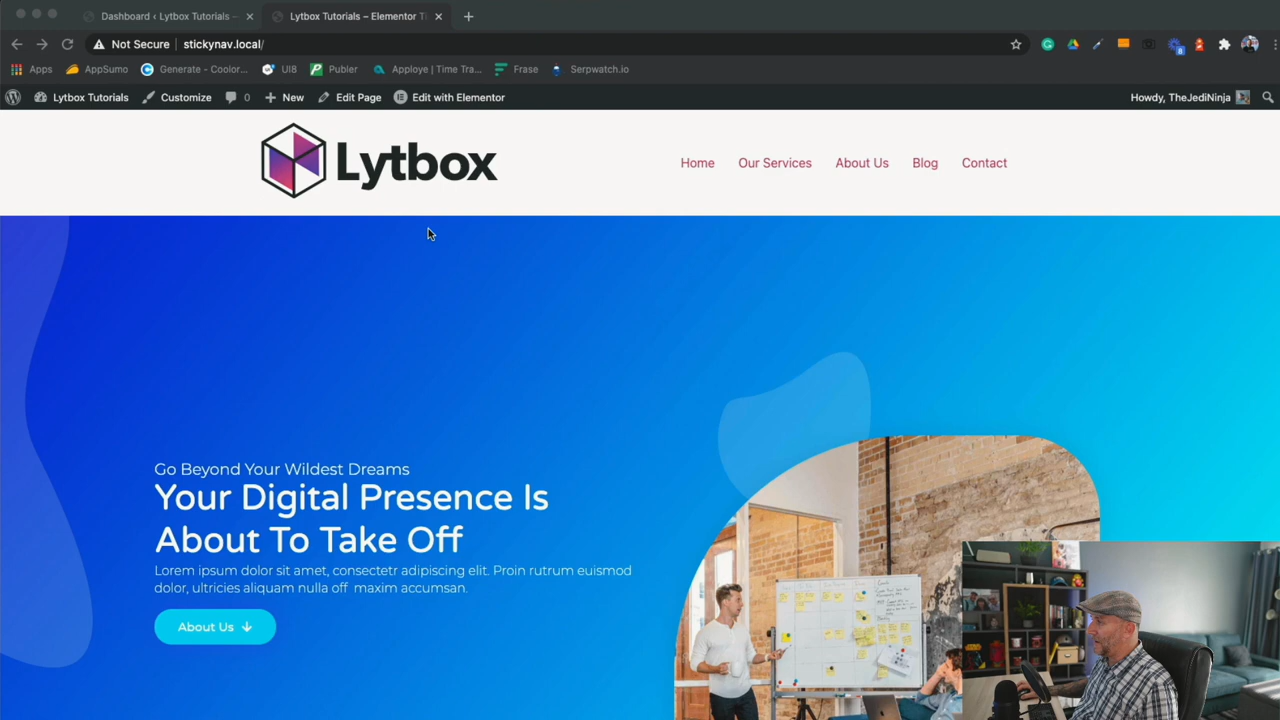 Dashboard ‹ Lytbox Tutorials –
Lytbox Tutorials – Elementor Ti
Not Secure
stickynav.local/
Apps
AppSumo
Generate - Coolor...
UI8
Publer
Apploye | Time Tra...
Frase
Serpwatch.io
Lytbox Tutorials
Customize
0
New
Edit Page
Edit with Elementor
Howdy, TheJediNinja
Lytbox
Home
Our Services
About Us
Blog
Contact
Go Beyond Your Wildest Dreams
Your Digital Presence Is
About To Take Off
Lorem ipsum dolor sit amet, consectetr adipiscing elit. Proin rutrum euismod
dolor, ultricies aliquam nulla off maxim accumsan.
About Us